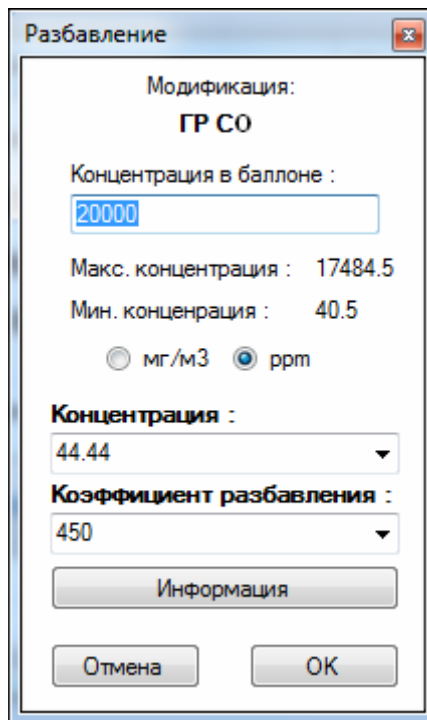 Разбавление
Модификация:
ГР СО
Концентрация в баллоне :
20000
Макс. концентрация : 17484.5
Мин. конценрация : 40.5
мг/м3 ppm
Концентрация :
44.44
Коэффициент разбавления :
450
Информация
Отмена OK